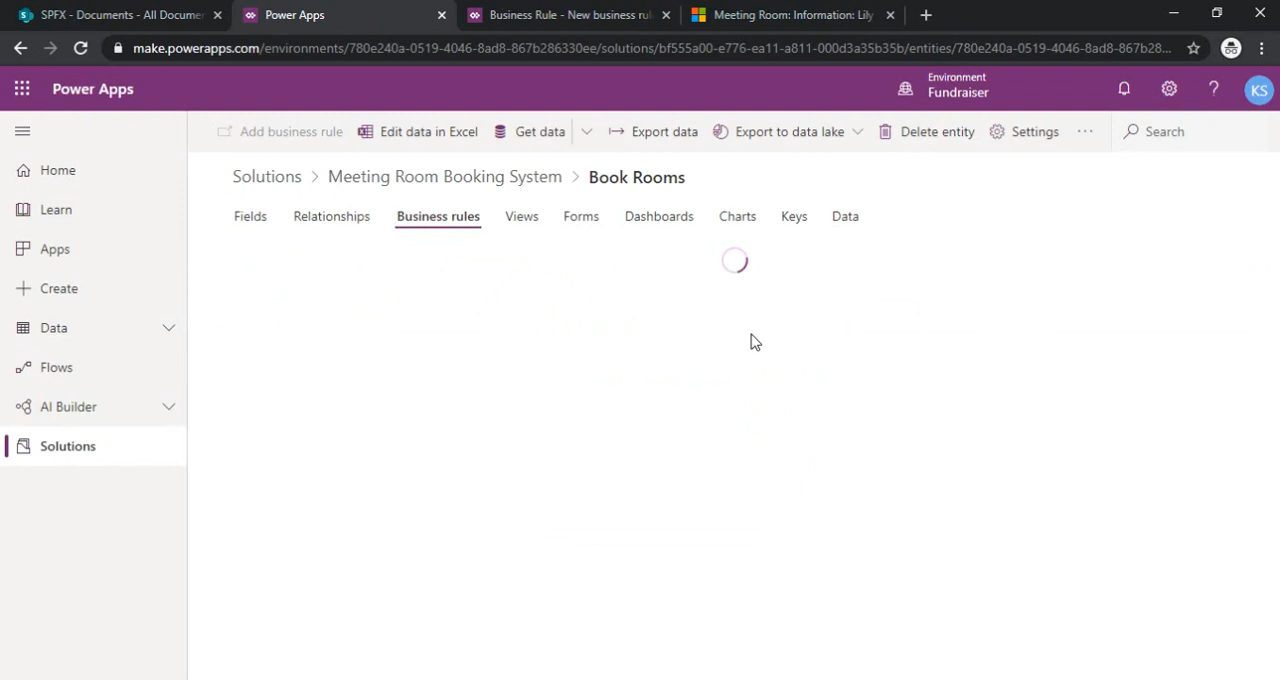 SPFX - Documents - All Documer
Power Apps
Business Rule - New business rul
Meeting Room: Information: Lily
make.powerapps.com/environments/780e240a-0519-4046-8ad8-867b286330ee/solutions/bf555a00-e776-ea11-a811-000d3a35b35b/entities/780e240a-0519-4046-8ad8-867b28...
Power Apps
Environment
Fundraiser
KS
Add business rule
Edit data in Excel
Get data
Export data
Export to data lake
Delete entity
Settings
Search
Home
Learn
Apps
Create
Data
Flows
AI Builder
Solutions
Solutions > Meeting Room Booking System > Book Rooms
Fields Relationships Business rules Views Forms Dashboards Charts Keys Data